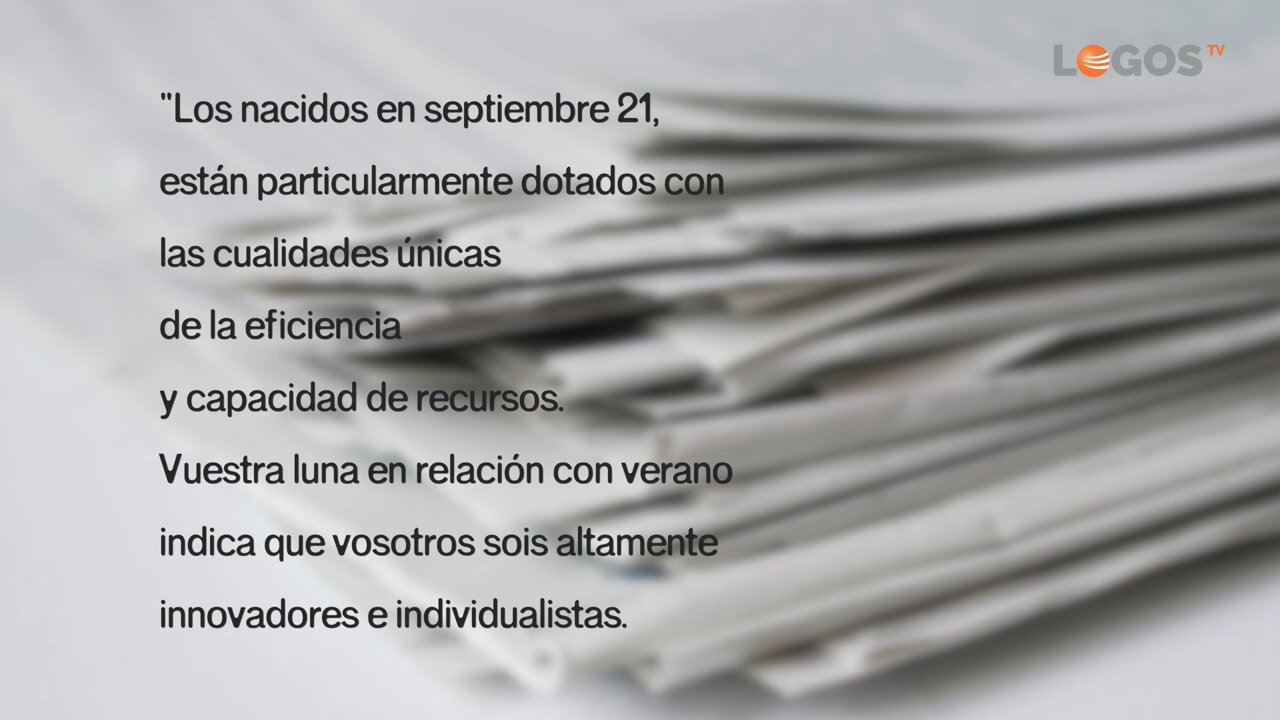 LOGOS TV
"Los nacidos en septiembre 21,
están particularmente dotados con
las cualidades únicas
de la eficiencia
y capacidad de recursos.
Vuestra luna en relación con verano
indica que vosotros sois altamente
innovadores e individualistas.